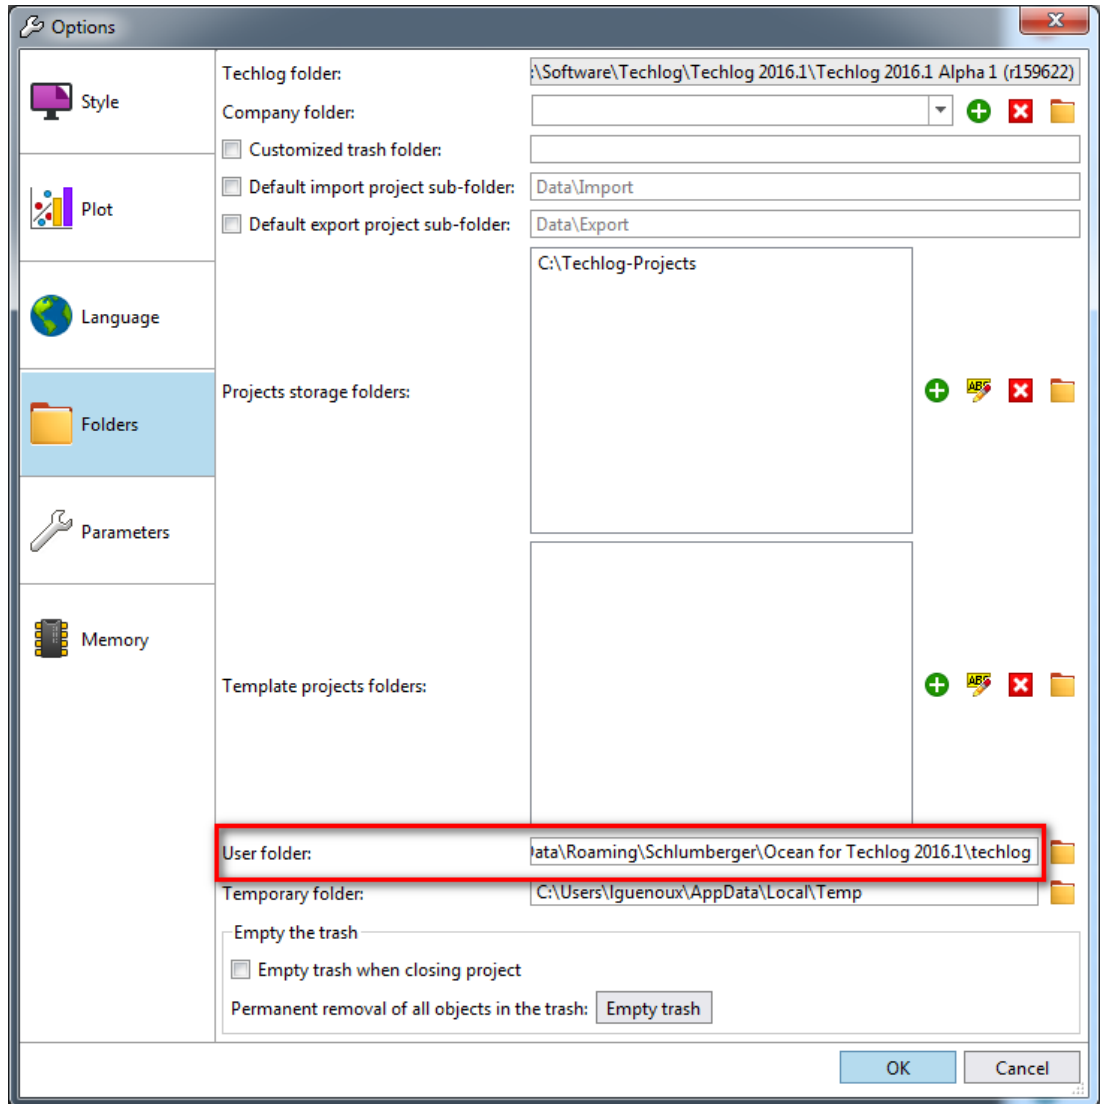 Options
Style
Plot
Language
Folders
Parameters
Memory
Techlog folder: :\Software\Techlog\Techlog 2016.1\Techlog 2016.1 Alpha 1 (r159622)
Company folder:
Customized trash folder:
Default import project sub-folder: Data\Import
Default export project sub-folder: Data\Export
C:\Techlog-Projects
Projects storage folders:
ABC
Template projects folders:
ABC
User folder: Data\Roaming\Schlumberger\Ocean for Techlog 2016.1\techlog
Temporary folder: C:\Users\lguenoux\AppData\Local\Temp
Empty the trash
Empty trash when closing project
Permanent removal of all objects in the trash: Empty trash
OK Cancel